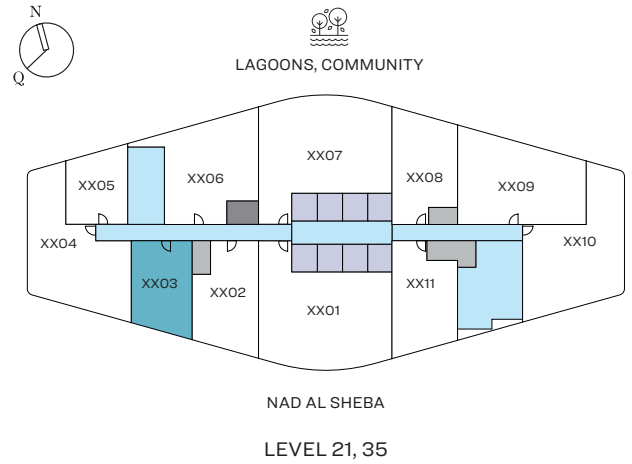 N
Q
LAGOONS, COMMUNITY
XX07
XX05
XX06
XX08
XX09
XX04
XX10
XX03
XX02
XX01
XX11
NAD AL SHEBA
LEVEL 21, 35